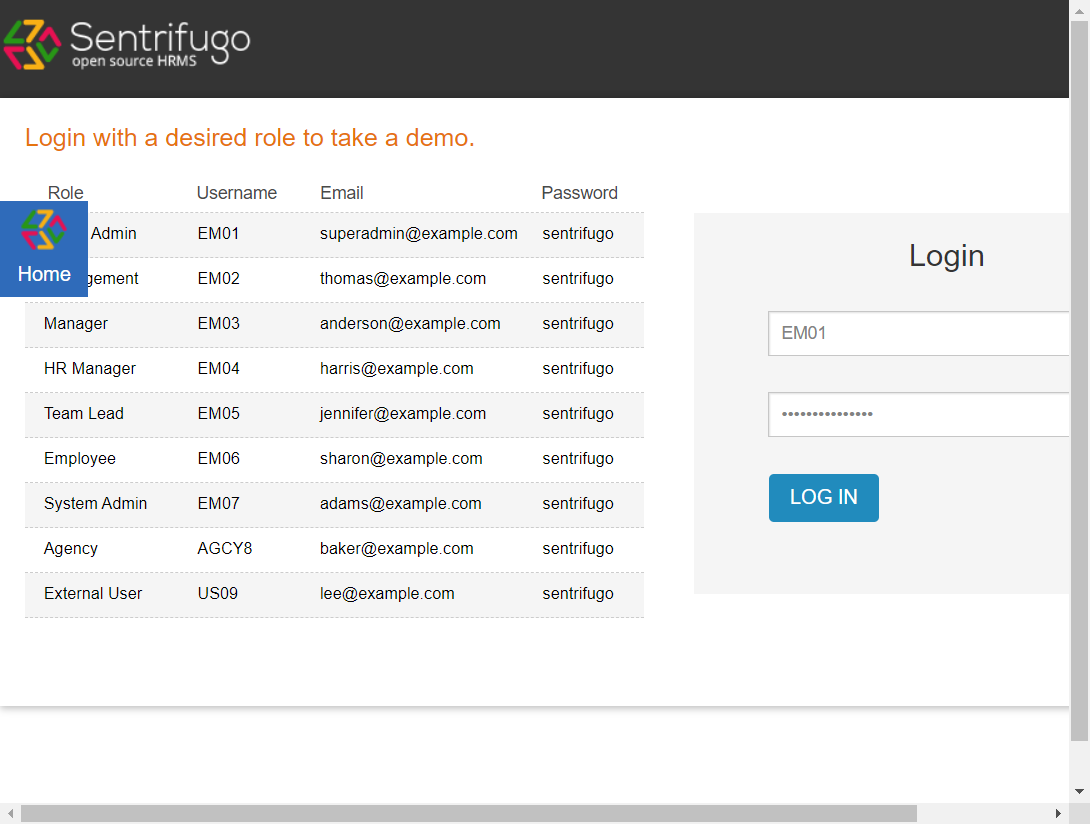 Sentrifugo
open source HRMS
Login with a desired role to take a demo.
Role Username Email Password
Admin EM01 superadmin@example.com sentrifugo
gement EM02 thomas@example.com sentrifugo
Manager EM03 anderson@example.com sentrifugo
HR Manager EM04 harris@example.com sentrifugo
Team Lead EM05 jennifer@example.com sentrifugo
Employee EM06 sharon@example.com sentrifugo
System Admin EM07 adams@example.com sentrifugo
Agency AGCY8 baker@example.com sentrifugo
External User US09 lee@example.com sentrifugo
Home
Login
EM01
•••••••••••••••
LOG IN